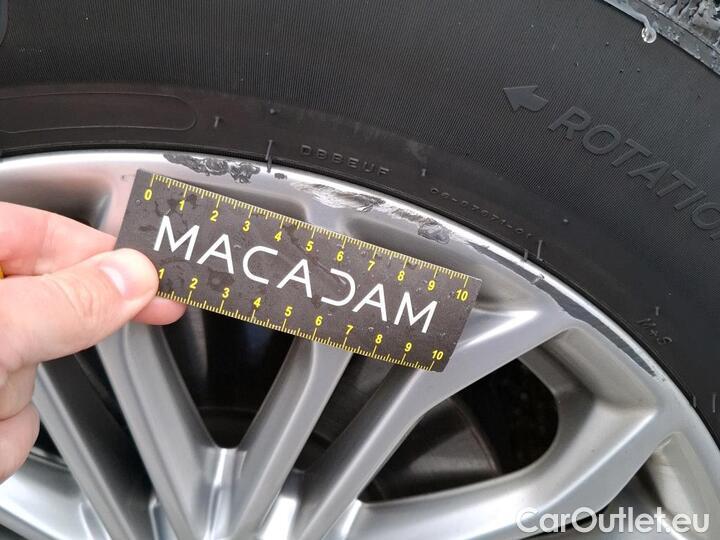 ROTATION
DBBEUF
M+S
0 1 2 3 4 5 6 7 8 9 10
MACADAM
1 2 3 4 5 6 7 8 9 10
CarOutlet.eu